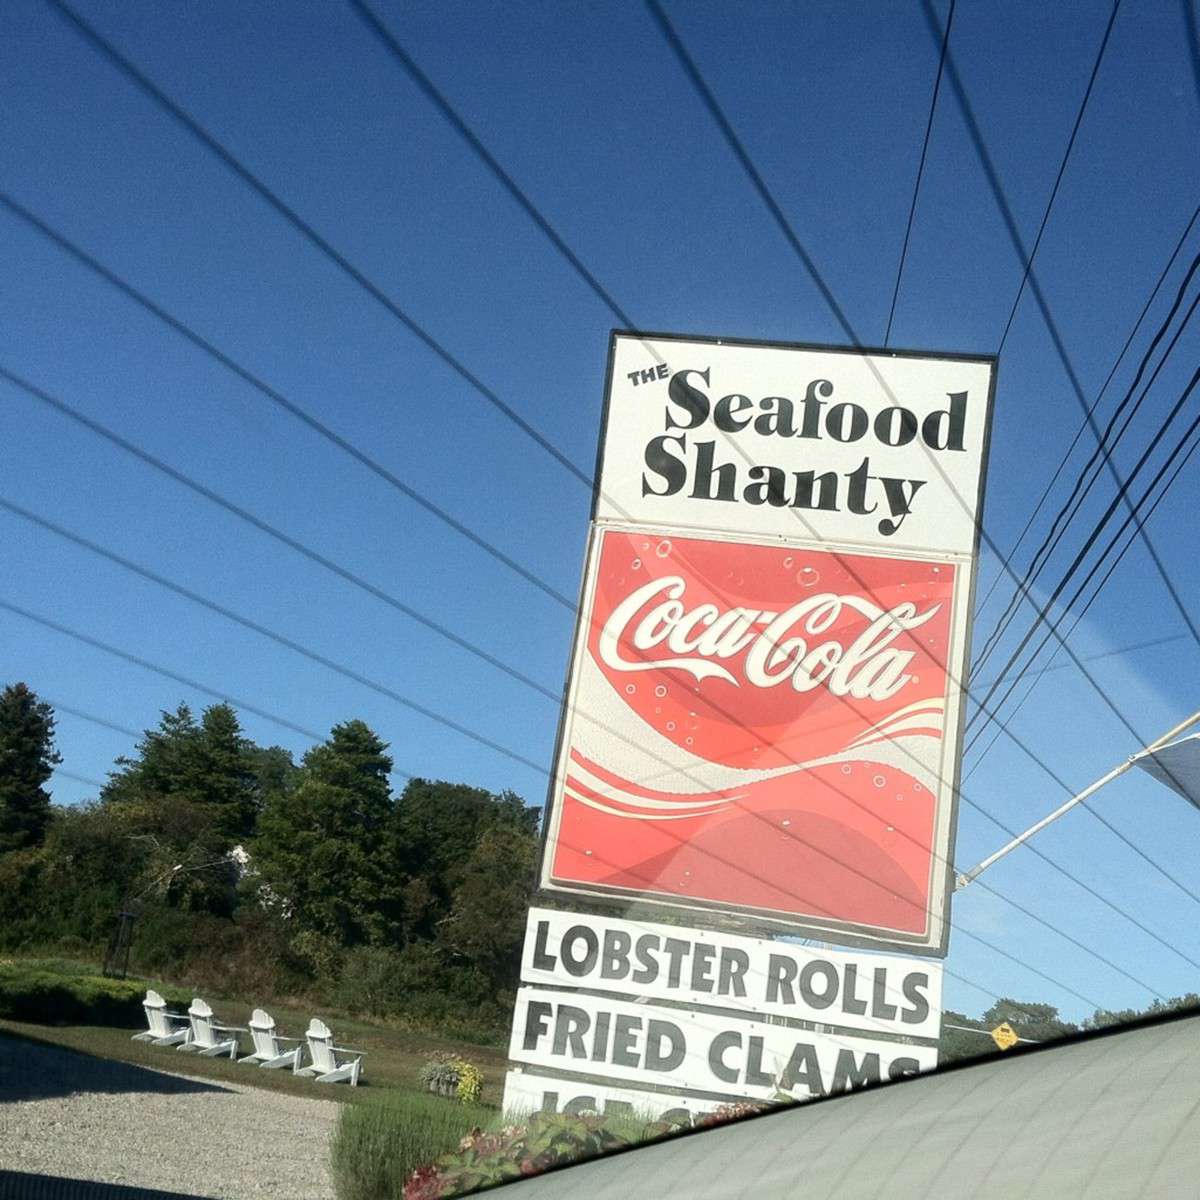 THE
Seafood
Shanty
Coca-Cola
LOBSTER ROLLS
FRIED CLAMS